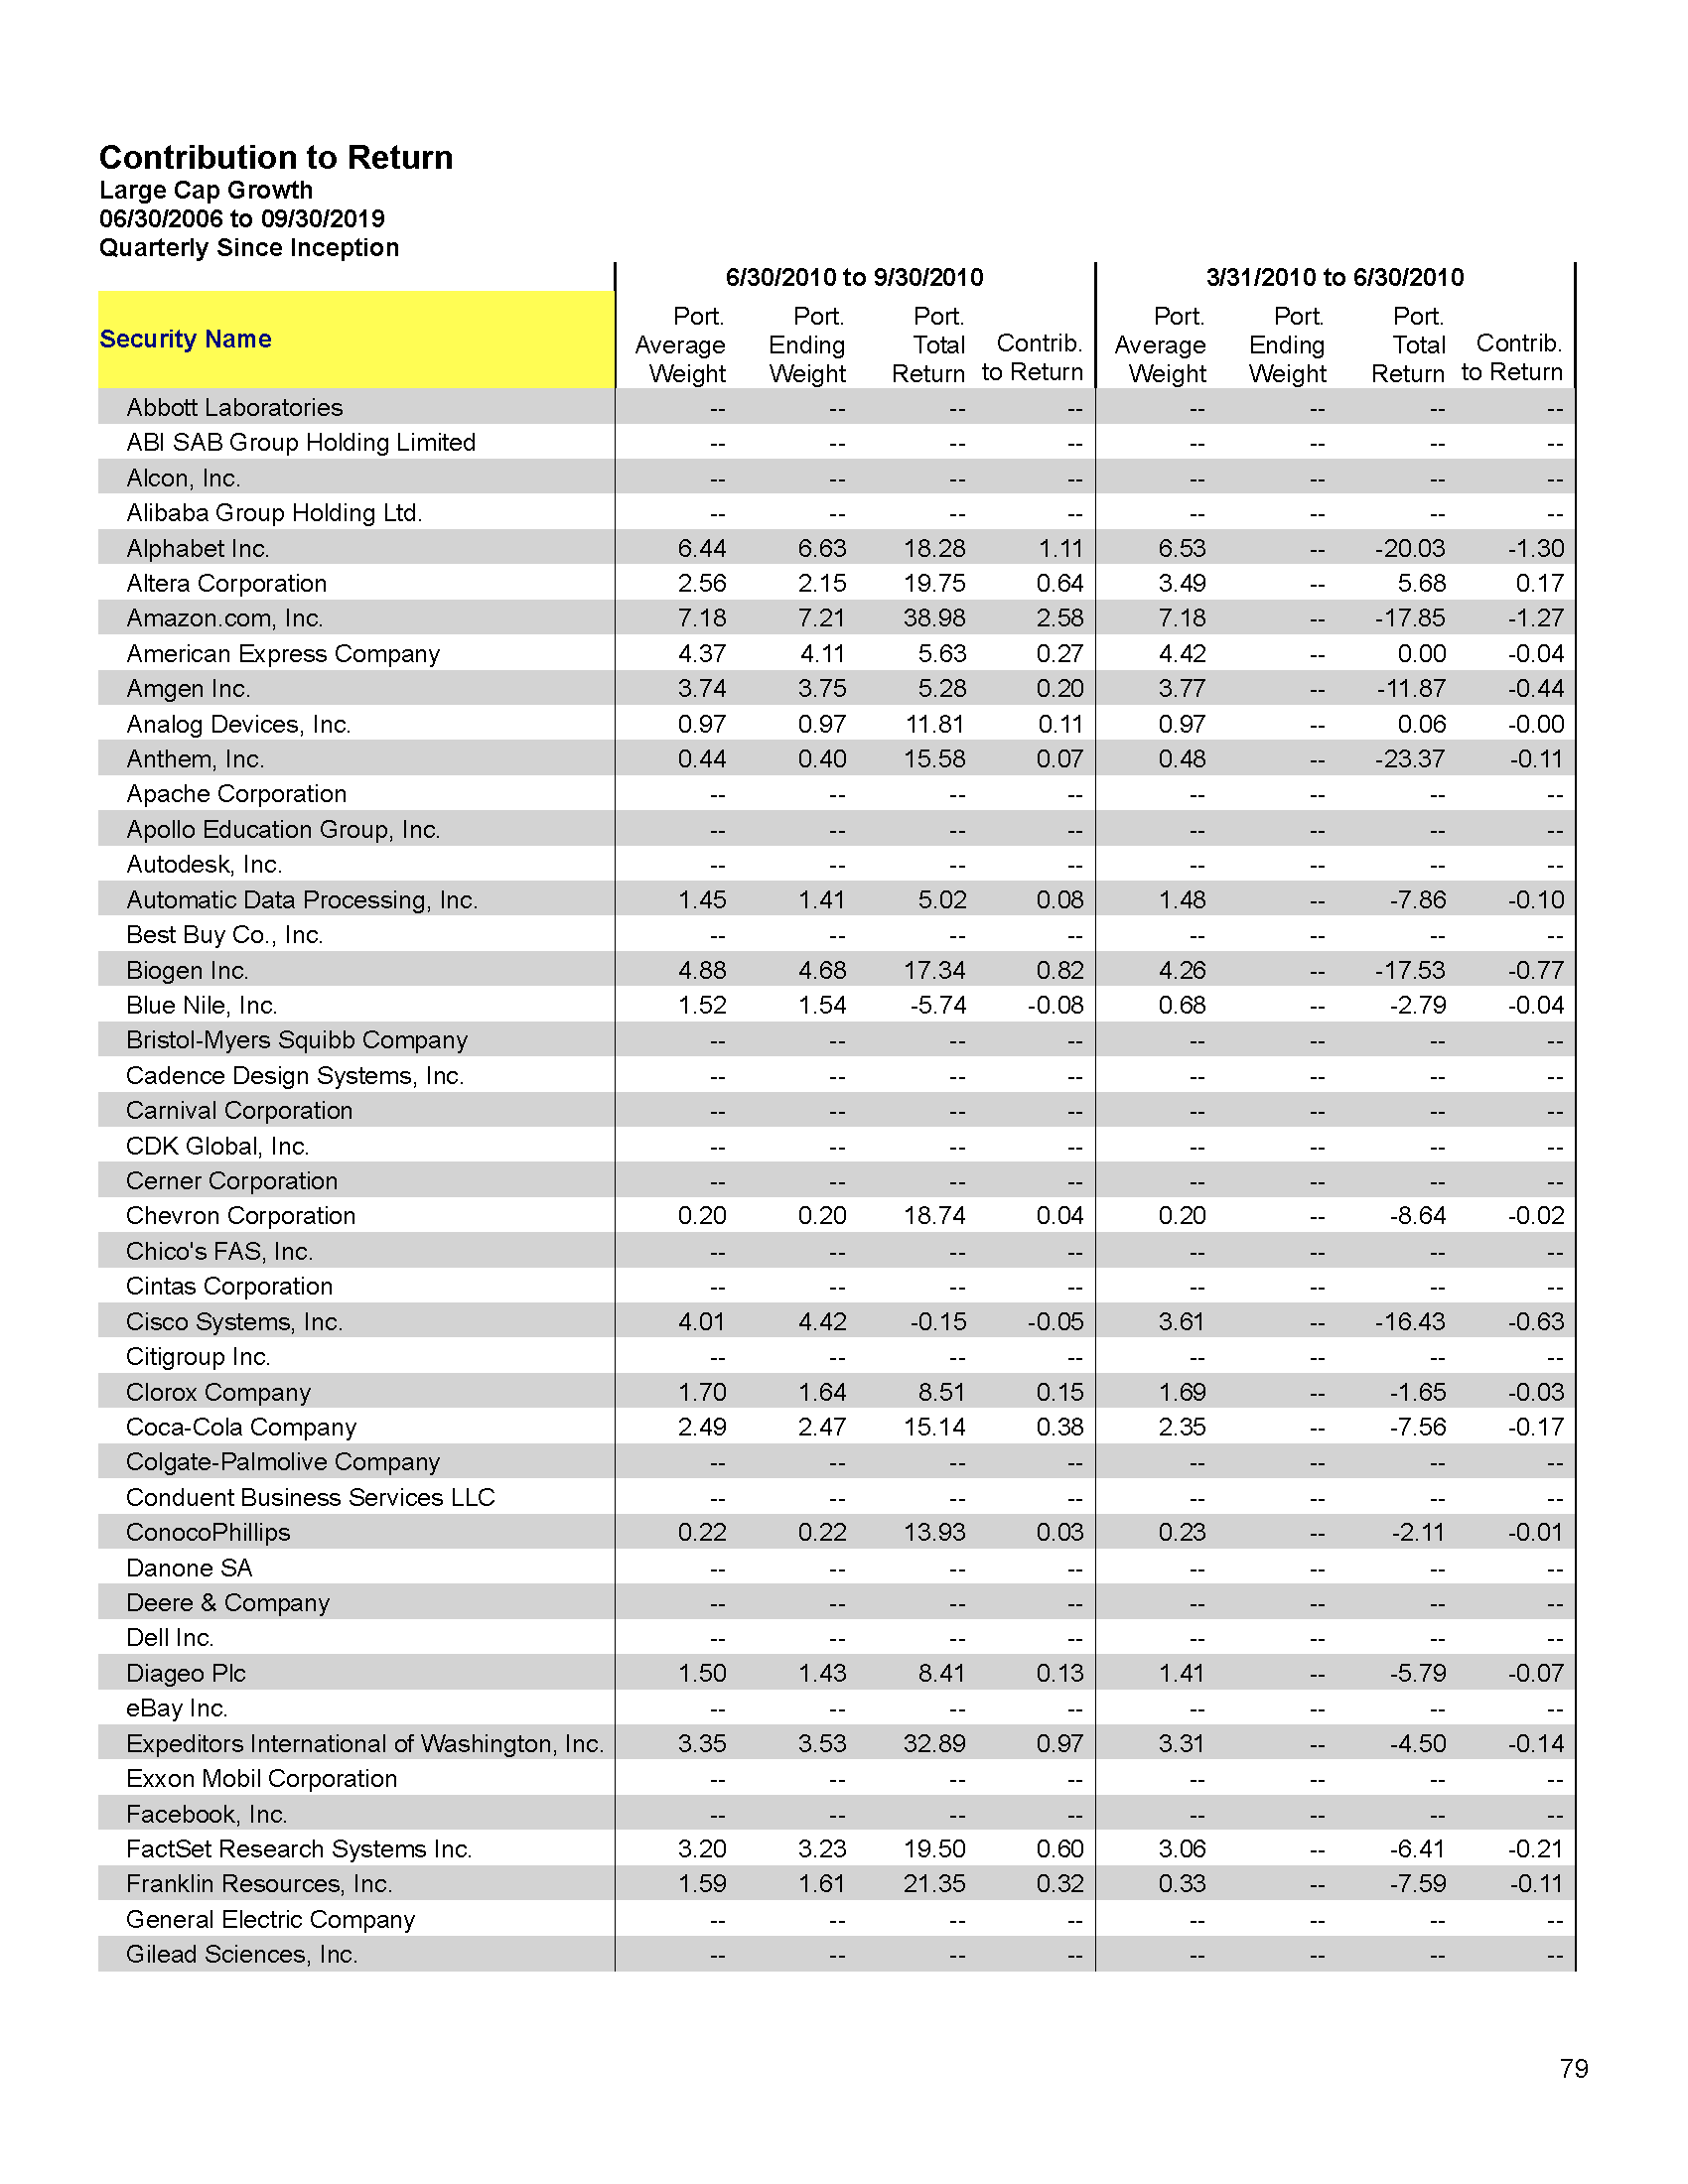 Contribution to Return
Large Cap Growth
06/30/2006 to 09/30/2019
Quarterly Since Inception
6/30/2010 to 9/30/2010 3/31/2010 to 6/30/2010
Security Name Port. Average Weight Port. Ending Weight Port. Total Return Contrib. to Return Port. Average Weight Port. Ending Weight Port. Total Return Contrib. to Return
Abbott Laboratories -- -- -- -- -- -- -- --
ABI SAB Group Holding Limited -- -- -- -- -- -- -- --
Alcon, Inc. -- -- -- -- -- -- -- --
Alibaba Group Holding Ltd. -- -- -- -- -- -- -- --
Alphabet Inc. 6.44 6.63 18.28 1.11 6.53 -- -20.03 -1.30
Altera Corporation 2.56 2.15 19.75 0.64 3.49 -- 5.68 0.17
Amazon.com, Inc. 7.18 7.21 38.98 2.58 7.18 -- -17.85 -1.27
American Express Company 4.37 4.11 5.63 0.27 4.42 -- 0.00 -0.04
Amgen Inc. 3.74 3.75 5.28 0.20 3.77 -- -11.87 -0.44
Analog Devices, Inc. 0.97 0.97 11.81 0.11 0.97 -- 0.06 -0.00
Anthem, Inc. 0.44 0.40 15.58 0.07 0.48 -- -23.37 -0.11
Apache Corporation -- -- -- -- -- -- -- --
Apollo Education Group, Inc. -- -- -- -- -- -- -- --
Autodesk, Inc. -- -- -- -- -- -- -- --
Automatic Data Processing, Inc. 1.45 1.41 5.02 0.08 1.48 -- -7.86 -0.10
Best Buy Co., Inc. -- -- -- -- -- -- -- --
Biogen Inc. 4.88 4.68 17.34 0.82 4.26 -- -17.53 -0.77
Blue Nile, Inc. 1.52 1.54 -5.74 -0.08 0.68 -- -2.79 -0.04
Bristol-Myers Squibb Company -- -- -- -- -- -- -- --
Cadence Design Systems, Inc. -- -- -- -- -- -- -- --
Carnival Corporation -- -- -- -- -- -- -- --
CDK Global, Inc. -- -- -- -- -- -- -- --
Cerner Corporation -- -- -- -- -- -- -- --
Chevron Corporation 0.20 0.20 18.74 0.04 0.20 -- -8.64 -0.02
Chico's FAS, Inc. -- -- -- -- -- -- -- --
Cintas Corporation -- -- -- -- -- -- -- --
Cisco Systems, Inc. 4.01 4.42 -0.15 -0.05 3.61 -- -16.43 -0.63
Citigroup Inc. -- -- -- -- -- -- -- --
Clorox Company 1.70 1.64 8.51 0.15 1.69 -- -1.65 -0.03
Coca-Cola Company 2.49 2.47 15.14 0.38 2.35 -- -7.56 -0.17
Colgate-Palmolive Company -- -- -- -- -- -- -- --
Conduent Business Services LLC -- -- -- -- -- -- -- --
ConocoPhillips 0.22 0.22 13.93 0.03 0.23 -- -2.11 -0.01
Danone SA -- -- -- -- -- -- -- --
Deere & Company -- -- -- -- -- -- -- --
Dell Inc. -- -- -- -- -- -- -- --
Diageo Plc 1.50 1.43 8.41 0.13 1.41 -- -5.79 -0.07
eBay Inc. -- -- -- -- -- -- -- --
Expeditors International of Washington, Inc. 3.35 3.53 32.89 0.97 3.31 -- -4.50 -0.14
Exxon Mobil Corporation -- -- -- -- -- -- -- --
Facebook, Inc. -- -- -- -- -- -- -- --
FactSet Research Systems Inc. 3.20 3.23 19.50 0.60 3.06 -- -6.41 -0.21
Franklin Resources, Inc. 1.59 1.61 21.35 0.32 0.33 -- -7.59 -0.11
General Electric Company -- -- -- -- -- -- -- --
Gilead Sciences, Inc. -- -- -- -- -- -- -- --
79